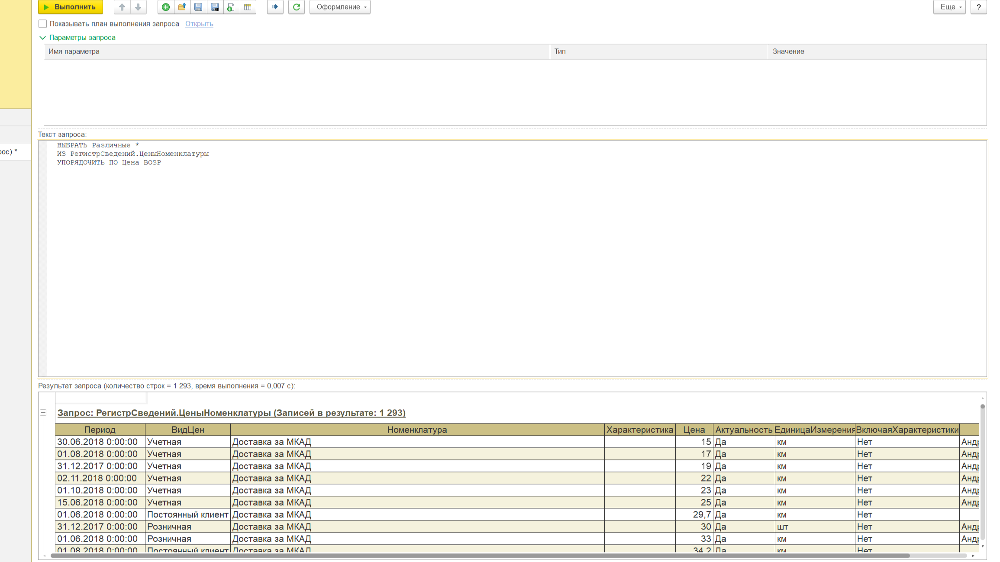 Выполнить Оформление Еще ?
Показывать план выполнения запроса Открыть
Параметры запроса
Имя параметра Тип Значение
Текст запроса:
ВЫБРАТЬ Различные *
ИЗ РегистрСведений.ЦеныНоменклатуры
УПОРЯДОЧИТЬ ПО Цена ВОЗР
рос) *
Результат запроса (количество строк = 1 293, время выполнения = 0,007 с):
Запрос: РегистрСведений.ЦеныНоменклатуры (Записей в результате: 1 293)
Период ВидЦен Номенклатура Характеристика Цена Актуальность ЕдиницаИзмерения ВключаяХарактеристики
30.06.2018 0:00:00 Учетная Доставка за МКАД 15 Да км Нет Андр
01.08.2018 0:00:00 Учетная Доставка за МКАД 17 Да км Нет Андр
31.12.2017 0:00:00 Учетная Доставка за МКАД 19 Да км Нет Андр
02.11.2018 0:00:00 Учетная Доставка за МКАД 22 Да км Нет Андр
01.10.2018 0:00:00 Учетная Доставка за МКАД 23 Да км Нет Андр
15.06.2018 0:00:00 Учетная Доставка за МКАД 25 Да км Нет Андр
01.06.2018 0:00:00 Постоянный клиент Доставка за МКАД 29,7 Да км Нет
31.12.2017 0:00:00 Розничная Доставка за МКАД 30 Да шт Нет Андр
01.06.2018 0:00:00 Розничная Доставка за МКАД 33 Да км Нет Андр
01.08.2018 0:00:00 Постоянный клиент Доставка за МКАД 34,2 Да км Нет